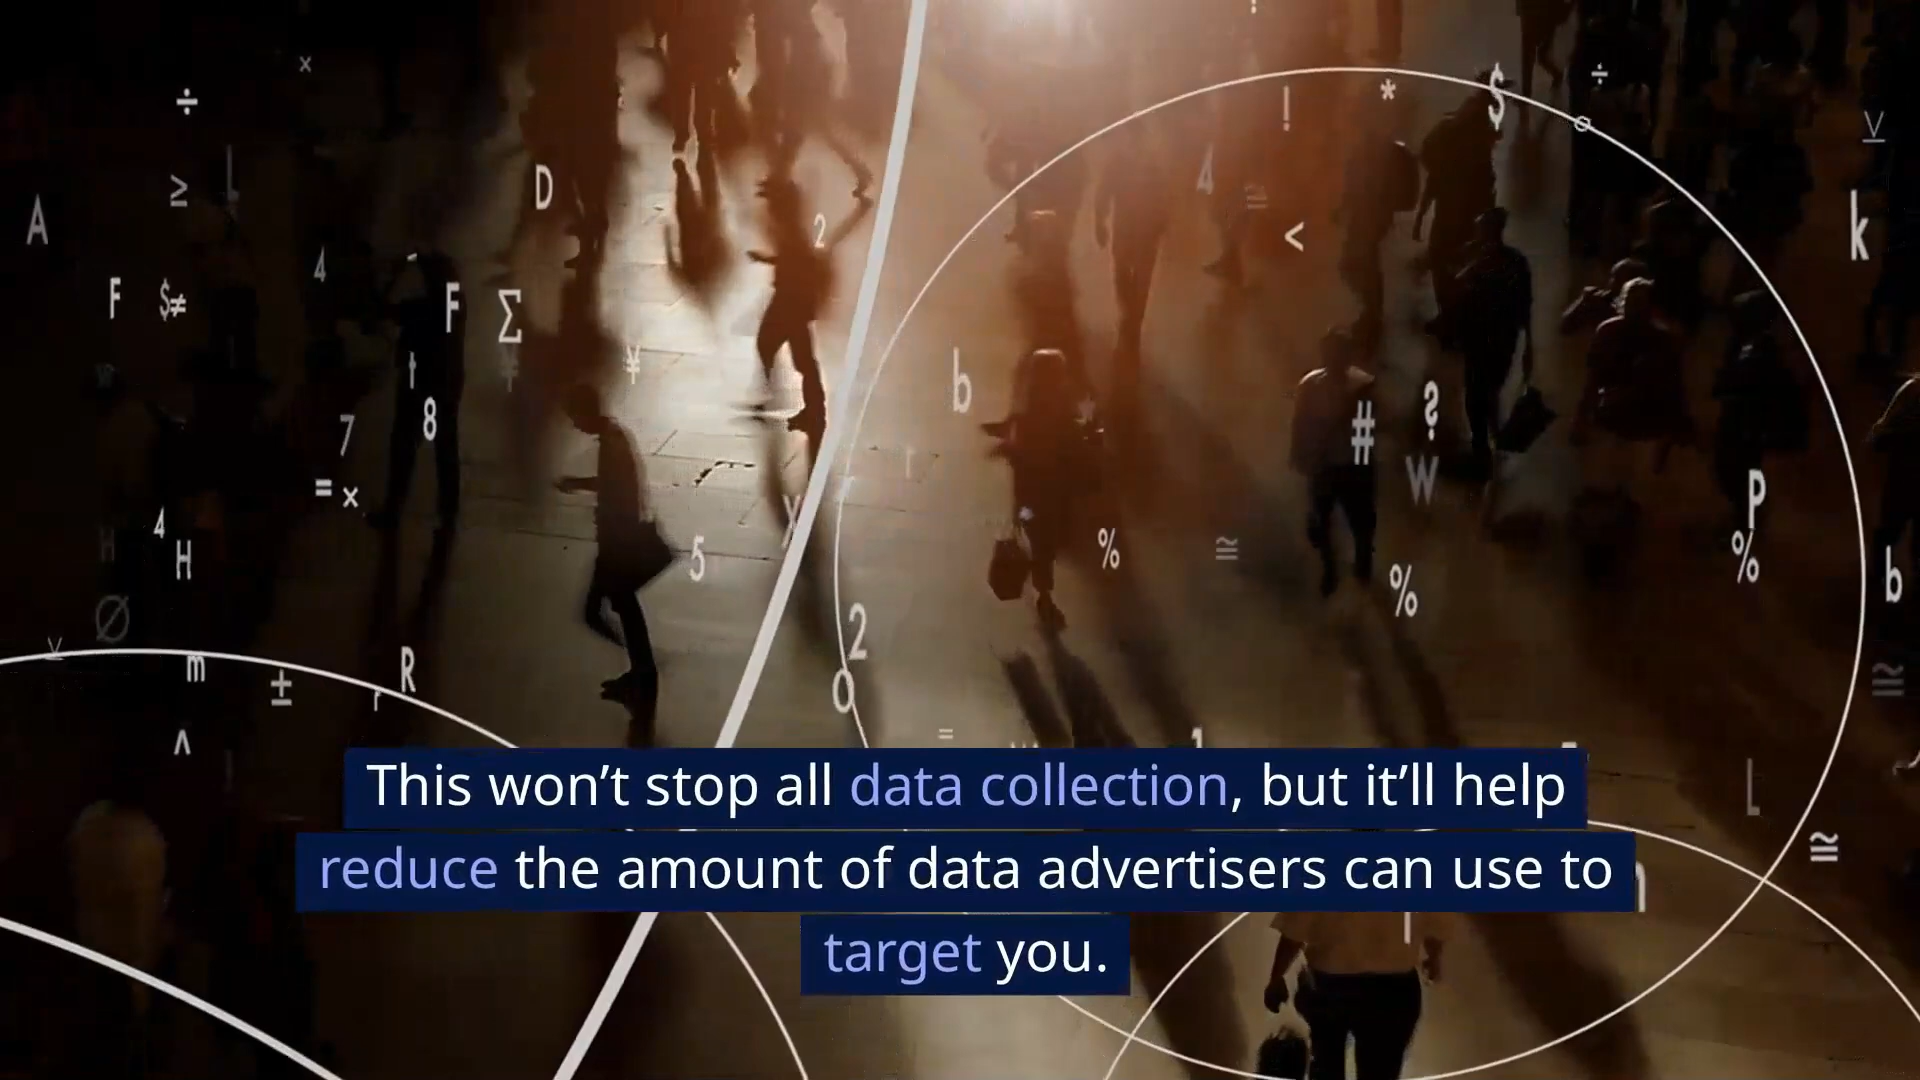 This won’t stop all data collection, but it’ll help
reduce the amount of data advertisers can use to
target you.